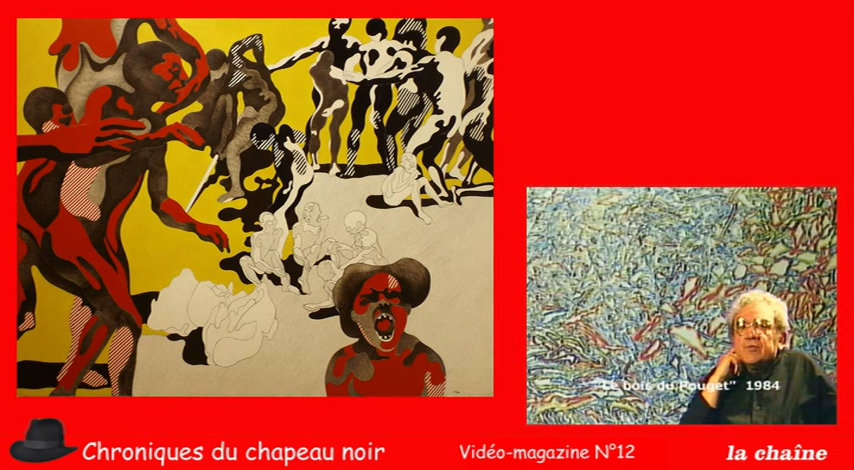 "Le bois du Pouget" 1984
Chroniques du chapeau noir
Vidéo-magazine N°12
la chaîne